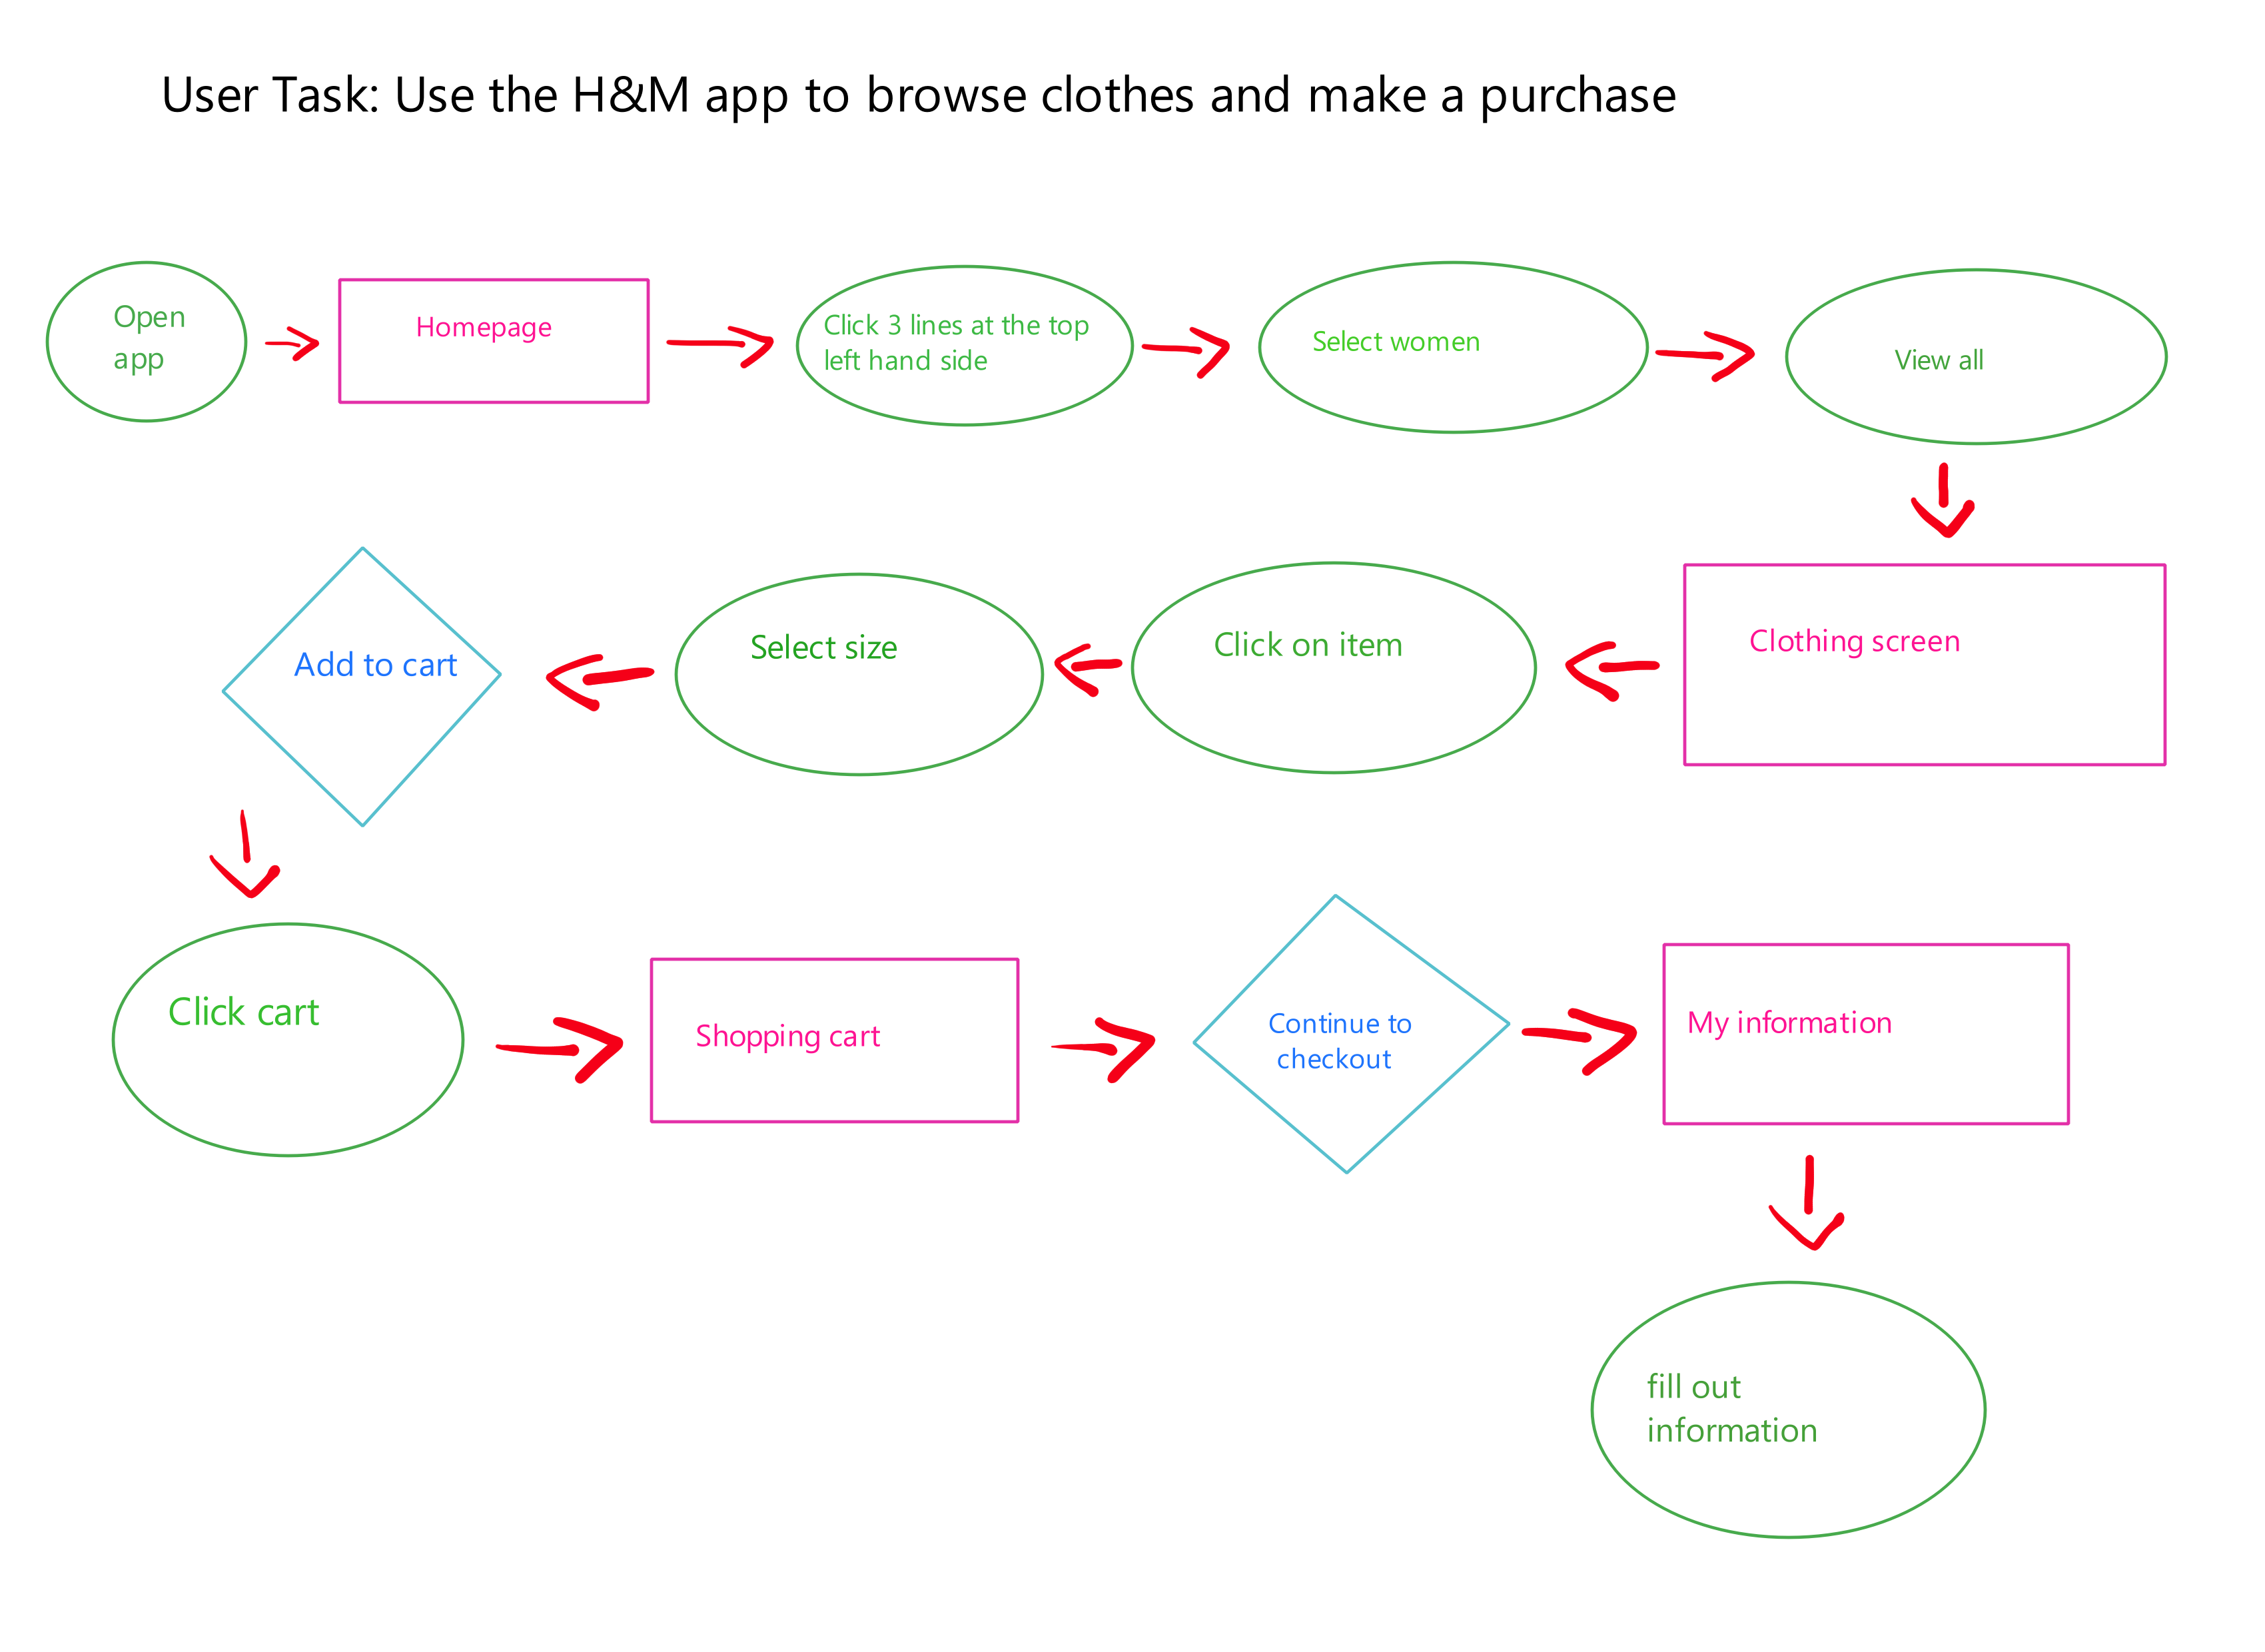 User Task: Use the H&M app to browse clothes and make a purchase
Open
app
Homepage
Click 3 lines at the top
left hand side
Select women
View all
Clothing screen
Click on item
Select size
Add to cart
Click cart
Shopping cart
Continue to
checkout
My information
fill out
information